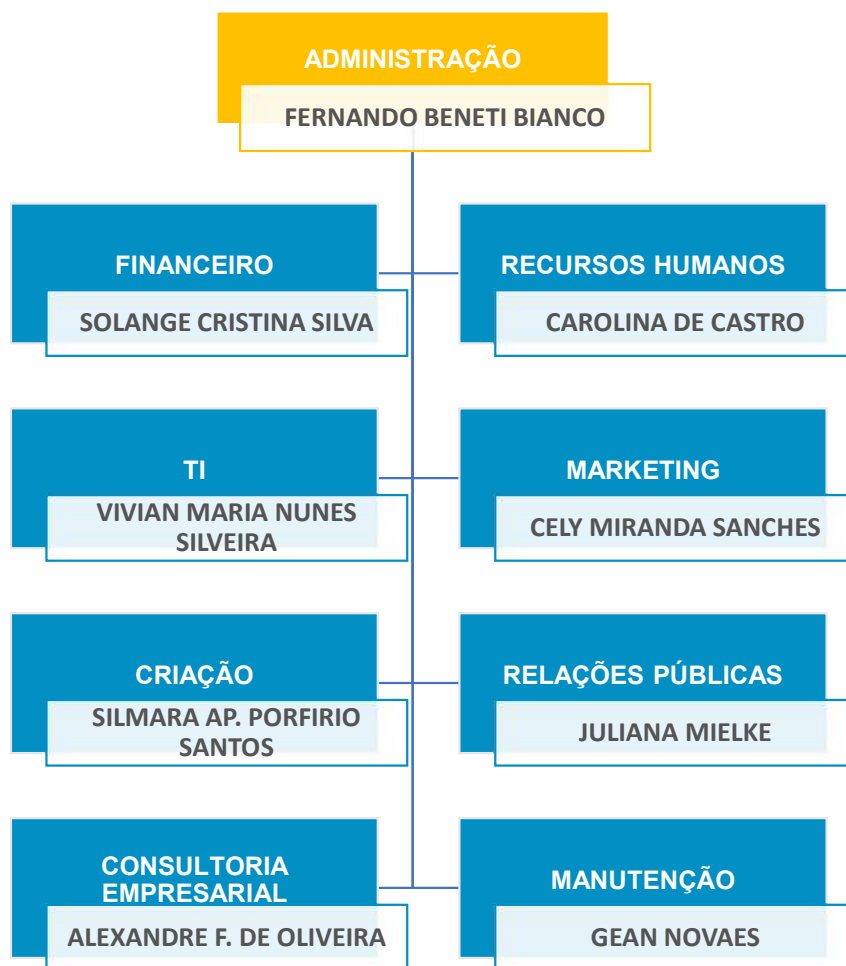 ADMINISTRAÇÃO
FERNANDO BENETI BIANCO
FINANCEIRO
SOLANGE CRISTINA SILVA
RECURSOS HUMANOS
CAROLINA DE CASTRO
TI
VIVIAN MARIA NUNES
SILVEIRA
MARKETING
CELY MIRANDA SANCHES
CRIAÇÃO
SILMARA AP. PORFIRIO
SANTOS
RELAÇÕES PÚBLICAS
JULIANA MIELKE
CONSULTORIA
EMPRESARIAL
ALEXANDRE F. DE OLIVEIRA
MANUTENÇÃO
GEAN NOVAES